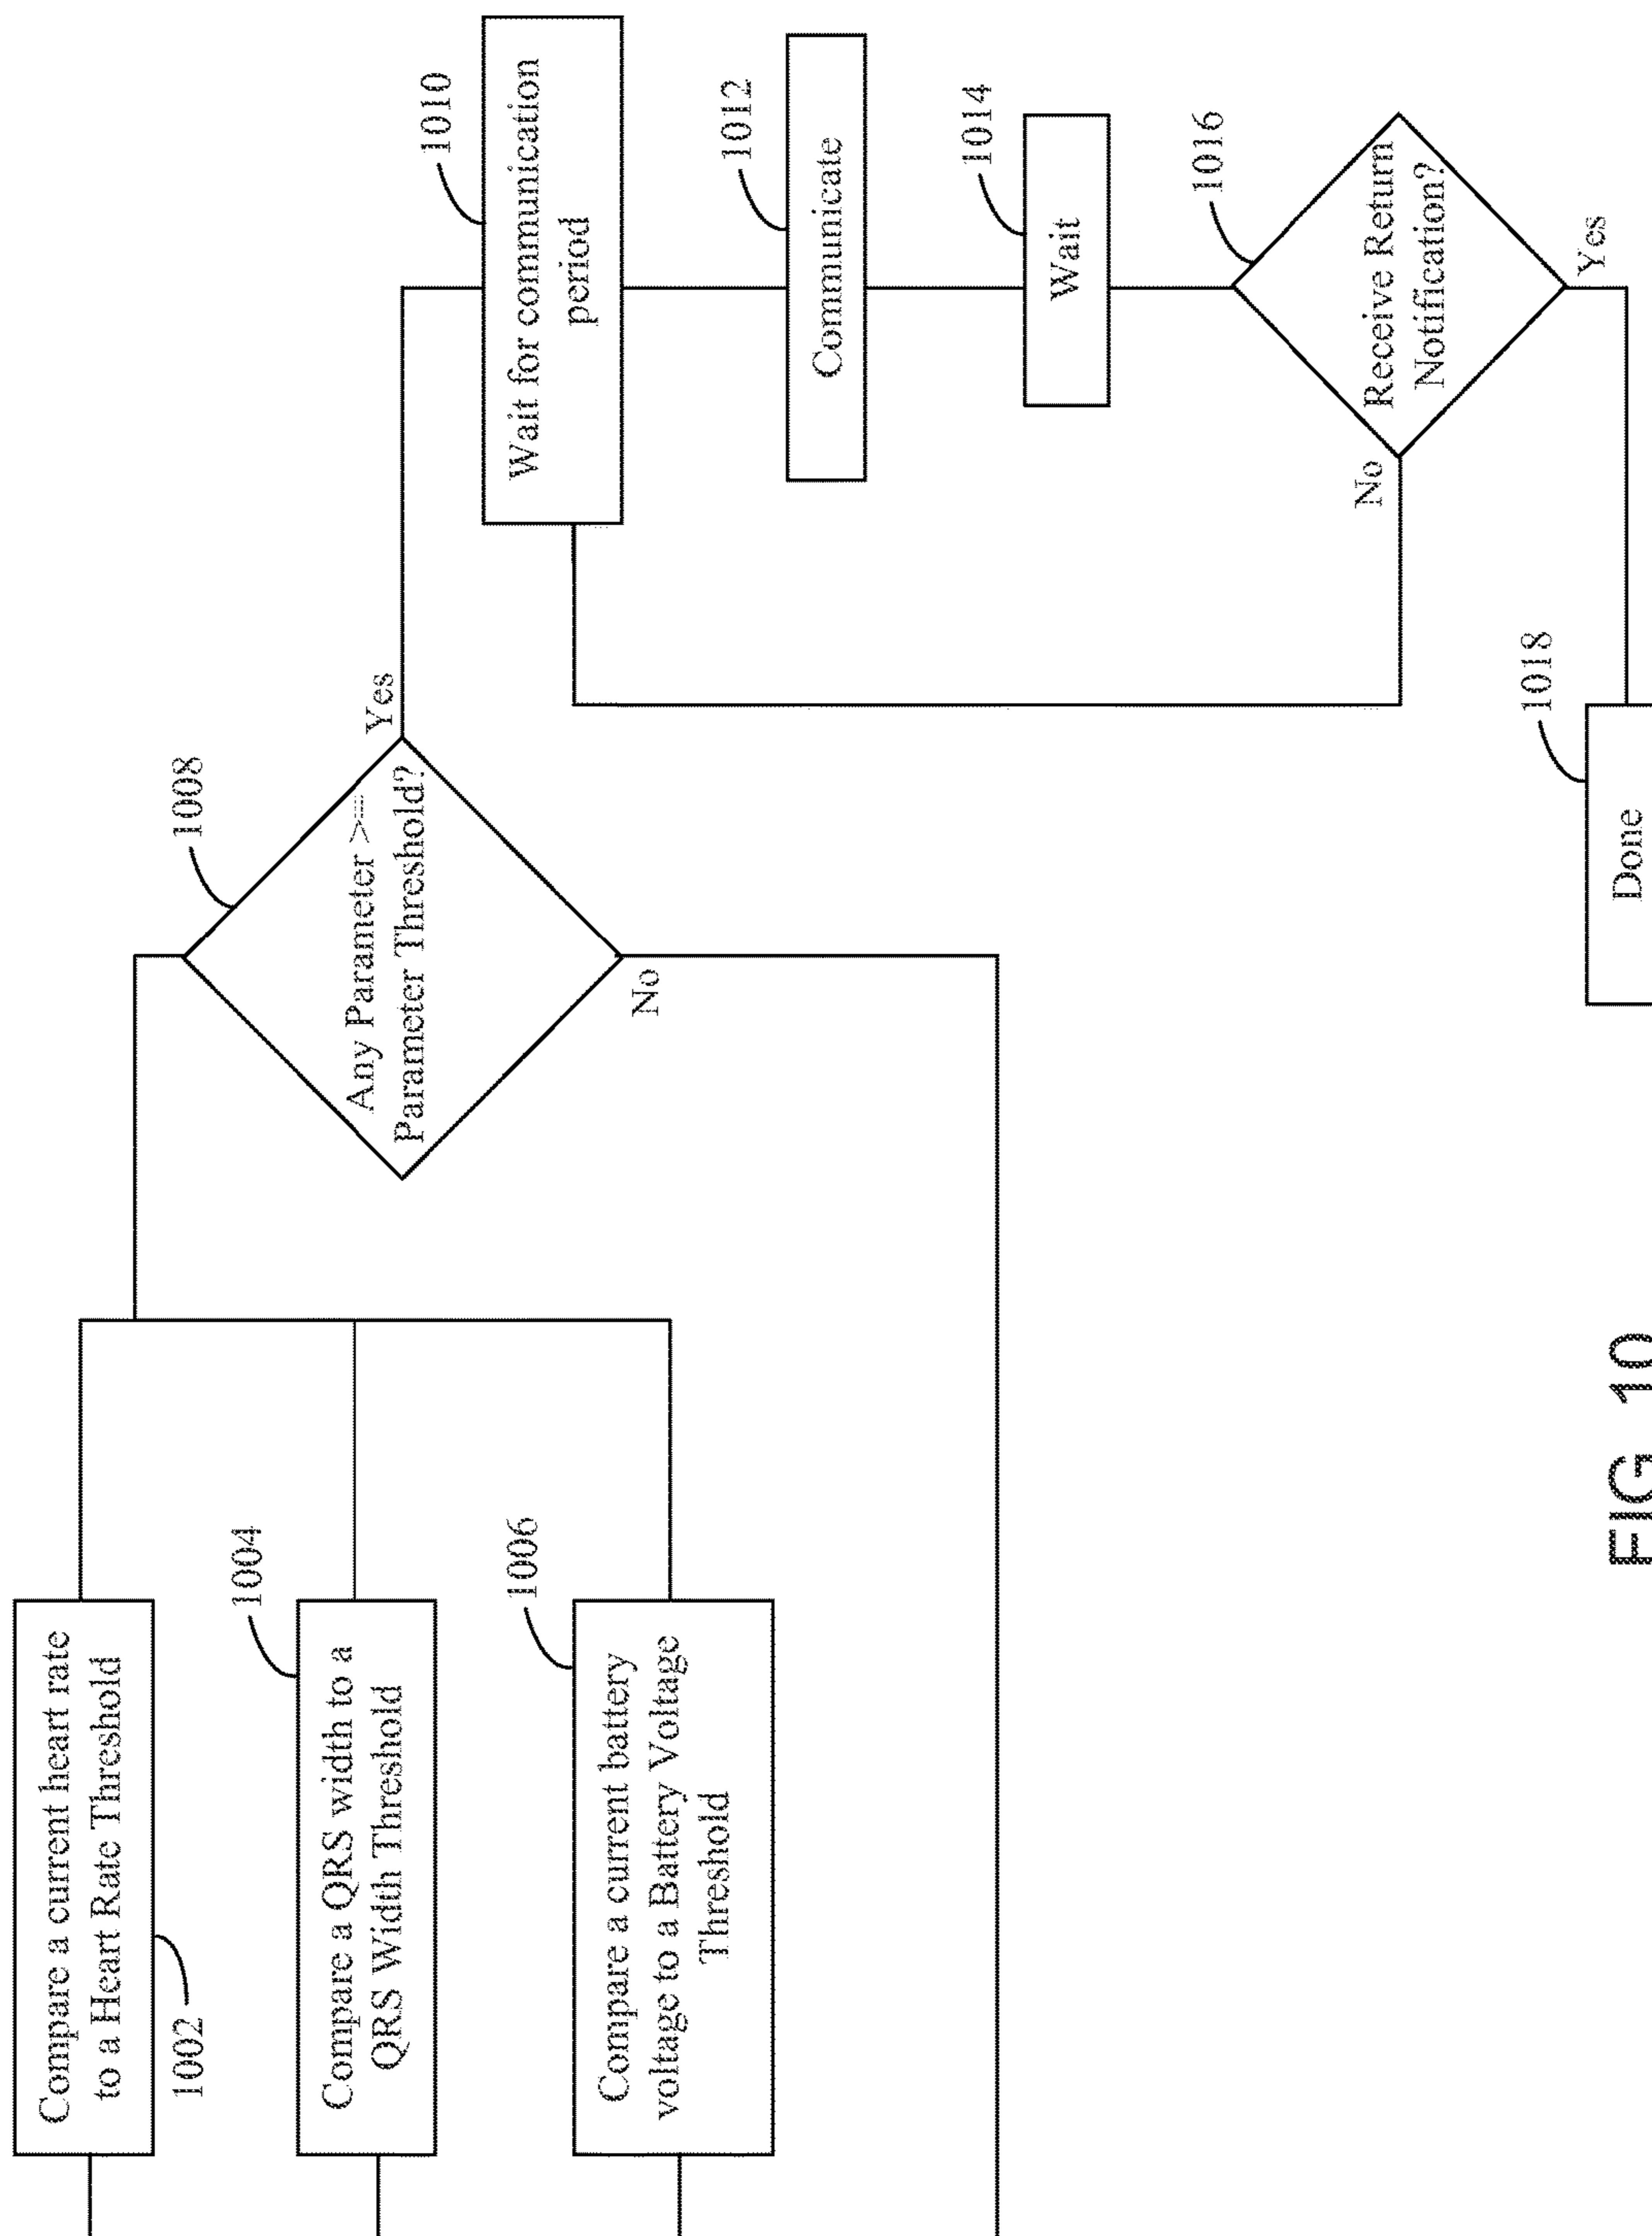 Compare a current heart rate
to a Heart Rate Threshold
1002
1004
Compare a QRS width to a
QRS Width Threshold
1006
Compare a current battery
voltage to a Battery Voltage
Threshold
1008
Any Parameter >=
Parameter Threshold?
Yes
No
1010
Wait for communication
period
1012
Communicate
1014
Wait
1016
Receive Return
Notification?
No
Yes
1018
Done
FIG. 10